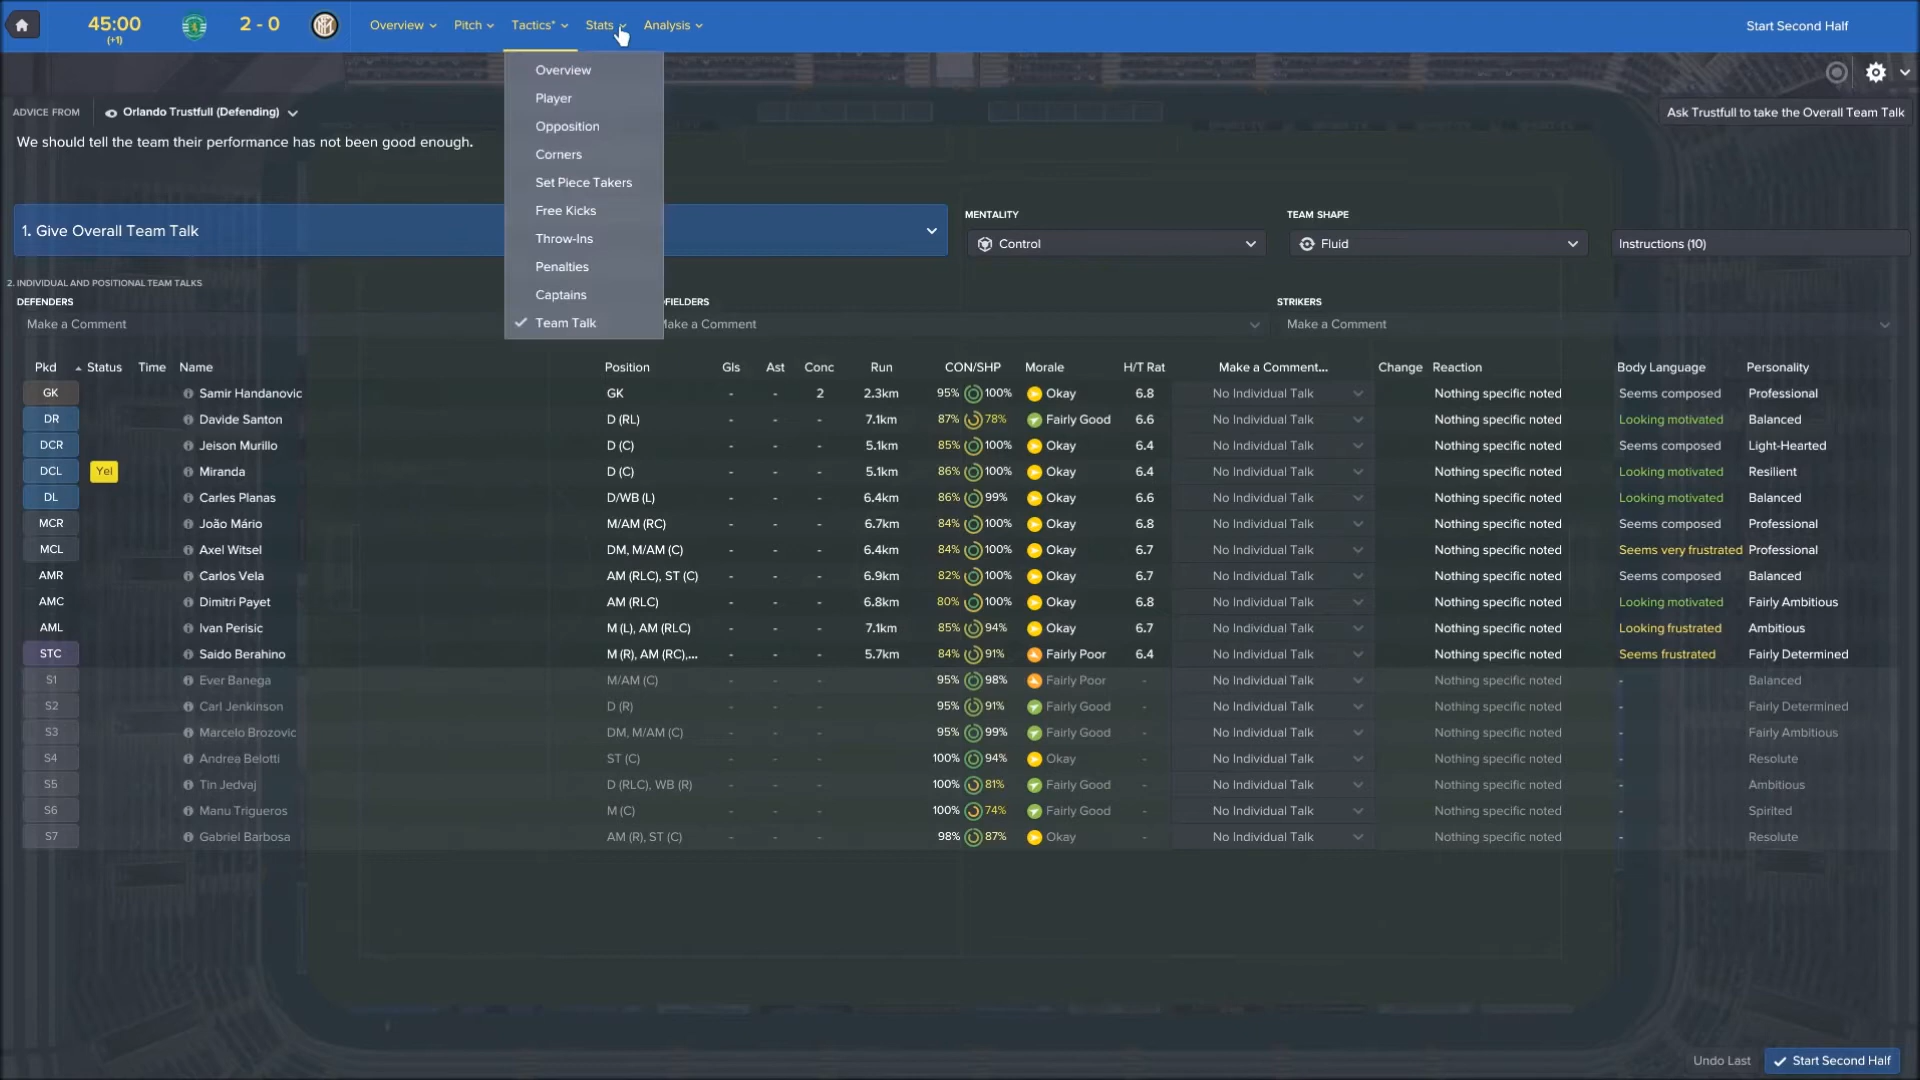 45:00
(+1)
2 - 0
Overview
Pitch
Tactics*
Stats
Analysis
Start Second Half
Overview
Player
Opposition
Corners
Set Piece Takers
Free Kicks
Throw-Ins
Penalties
Captains
Team Talk
ADVICE FROM
Orlando Trustfull (Defending)
Ask Trustfull to take the Overall Team Talk
We should tell the team their performance has not been good enough.
1. Give Overall Team Talk
MENTALITY
Control
TEAM SHAPE
Fluid
Instructions (10)
2. INDIVIDUAL AND POSITIONAL TEAM TALKS
DEFENDERS
FIELDERS
STRIKERS
Make a Comment
Make a Comment
Make a Comment
Pkd Status Time Name Position Gls Ast Conc Run CON/SHP Morale H/T Rat Make a Comment... Change Reaction Body Language Personality
GK Samir Handanovic GK - - 2 2.3km 95% 100% Okay 6.8 No Individual Talk Nothing specific noted Seems composed Professional
DR Davide Santon D (RL) - - - 7.1km 87% 78% Fairly Good 6.6 No Individual Talk Nothing specific noted Looking motivated Balanced
DCR Jeison Murillo D (C) - - - 5.1km 85% 100% Okay 6.4 No Individual Talk Nothing specific noted Seems composed Light-Hearted
DCL Yel Miranda D (C) - - - 5.1km 86% 100% Okay 6.4 No Individual Talk Nothing specific noted Looking motivated Resilient
DL Carles Planas D/WB (L) - - - 6.4km 86% 99% Okay 6.6 No Individual Talk Nothing specific noted Looking motivated Balanced
MCR João Mário M/AM (RC) - - - 6.7km 84% 100% Okay 6.8 No Individual Talk Nothing specific noted Seems composed Professional
MCL Axel Witsel DM, M/AM (C) - - - 6.4km 84% 100% Okay 6.7 No Individual Talk Nothing specific noted Seems very frustrated Professional
AMR Carlos Vela AM (RLC), ST (C) - - - 6.9km 82% 100% Okay 6.7 No Individual Talk Nothing specific noted Seems composed Balanced
AMC Dimitri Payet AM (RLC) - - - 6.8km 80% 100% Okay 6.8 No Individual Talk Nothing specific noted Looking motivated Fairly Ambitious
AML Ivan Perisic M (L), AM (RLC) - - - 7.1km 85% 94% Okay 6.7 No Individual Talk Nothing specific noted Looking frustrated Ambitious
STC Saido Berahino M (R), AM (RC),... - - - 5.7km 84% 91% Fairly Poor 6.4 No Individual Talk Nothing specific noted Seems frustrated Fairly Determined
S1 Ever Banega M/AM (C) 95% 98% Fairly Poor - No Individual Talk Nothing specific noted - Balanced
S2 Carl Jenkinson D (R) 95% 91% Fairly Good - No Individual Talk Nothing specific noted - Fairly Determined
S3 Marcelo Brozovic DM, M/AM (C) 95% 99% Fairly Good - No Individual Talk Nothing specific noted - Fairly Ambitious
S4 Andrea Belotti ST (C) 100% 94% Okay - No Individual Talk Nothing specific noted - Resolute
S5 Tin Jedvaj D (RLC), WB (R) 100% 81% Fairly Good - No Individual Talk Nothing specific noted - Ambitious
S6 Manu Trigueros M (C) 100% 74% Fairly Good - No Individual Talk Nothing specific noted - Spirited
S7 Gabriel Barbosa AM (R), ST (C) 98% 87% Okay - No Individual Talk Nothing specific noted - Resolute
Undo Last
Start Second Half